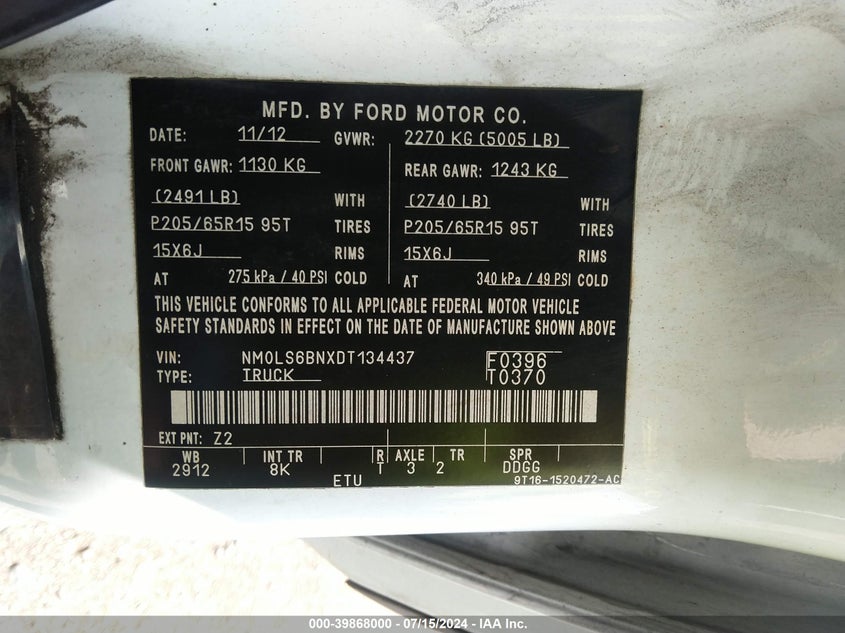 MFD. BY FORD MOTOR CO.
DATE: 11/12 GVWR: 2270 KG (5005 LB)
FRONT GAWR: 1130 KG REAR GAWR: 1243 KG
(2491 LB) WITH (2740 LB) WITH
P205/65R15 95T TIRES P205/65R15 95T TIRES
15X6J RIMS 15X6J RIMS
AT 275 kPa / 40 PSI COLD AT 340 kPa / 49 PSI COLD
THIS VEHICLE CONFORMS TO ALL APPLICABLE FEDERAL MOTOR VEHICLE
SAFETY STANDARDS IN EFFECT ON THE DATE OF MANUFACTURE SHOWN ABOVE
VIN: NM0LS6BNXDT134437 F0396
TYPE: TRUCK T0370
EXT PNT: Z2
WB INT TR R AXLE TR SPR
2912 8K T 3 2 DDGG
ETU 9T16-1520472-AC
000-39868000 - 07/15/2024 - IAA Inc.